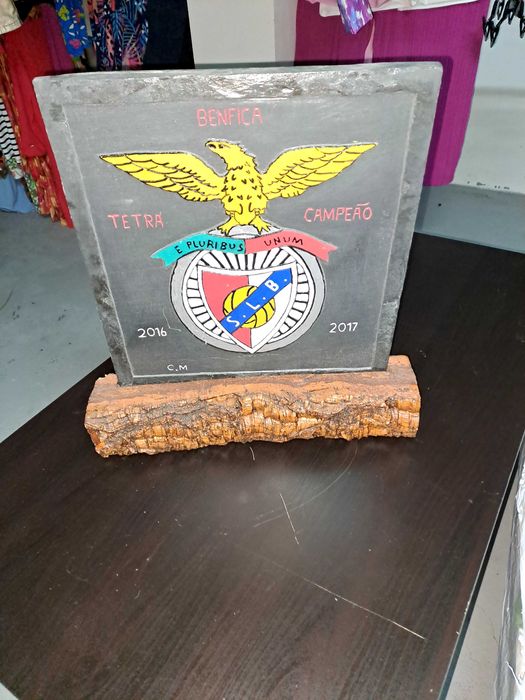 BENFICA
TETRA CAMPEÃO
E PLURIBUS UNUM
S.L.B.
2016 2017
C.M